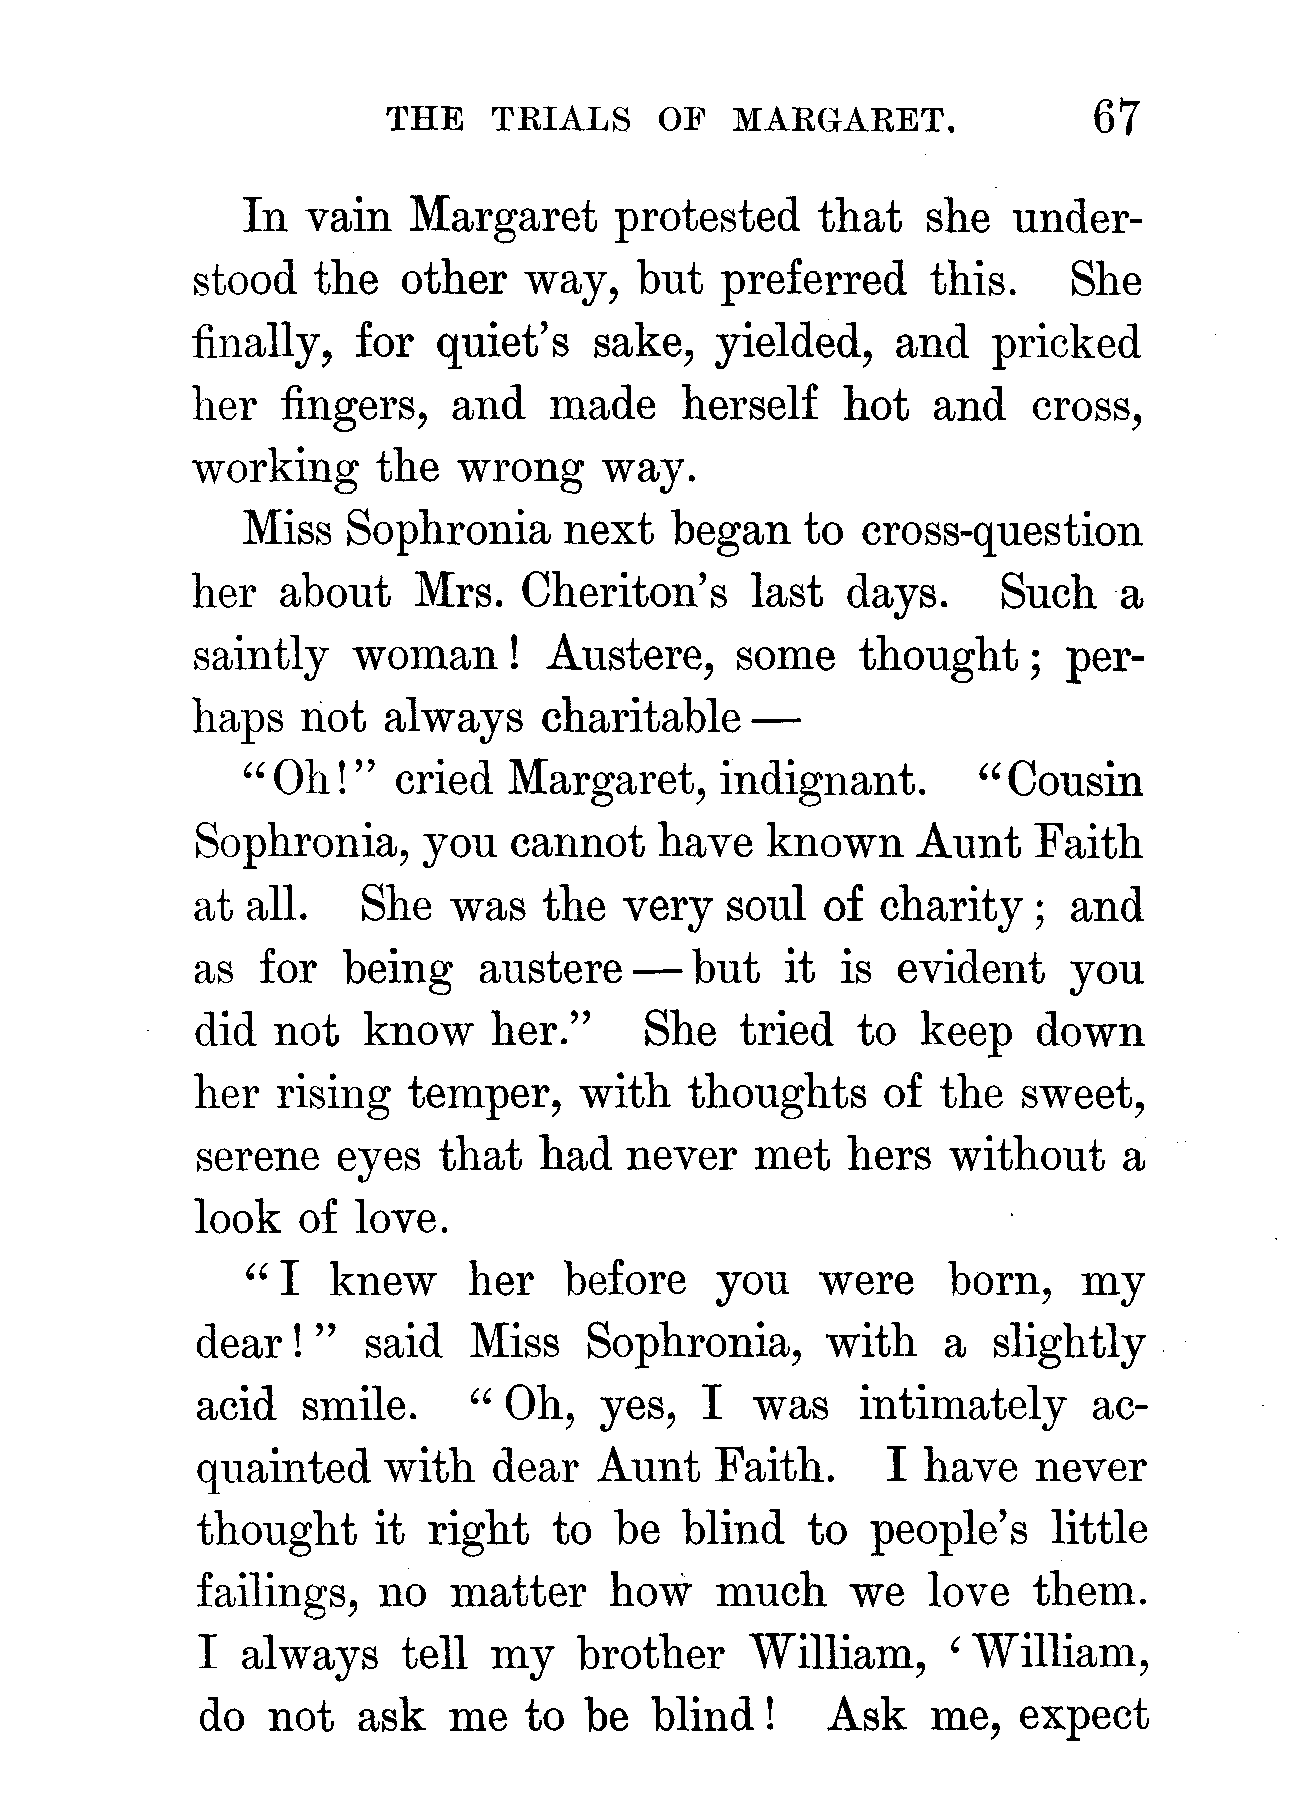 THE TRIALS OF MARGARET. 67
In vain Margaret protested that she under-
stood the other way, but preferred this. She
finally, for quiet's sake, yielded, and pricked
her fingers, and made herself hot and cross,
working the wrong way.
Miss Sophronia next began to cross-question
her about Mrs. Cheriton's last days. Such a
saintly woman! Austere, some thought; per-
haps not always charitable —
"Oh!" cried Margaret, indignant. "Cousin
Sophronia, you cannot have known Aunt Faith
at all. She was the very soul of charity; and
as for being austere — but it is evident you
did not know her." She tried to keep down
her rising temper, with thoughts of the sweet,
serene eyes that had never met hers without a
look of love.
"I knew her before you were born, my
dear!" said Miss Sophronia, with a slightly
acid smile. "Oh, yes, I was intimately ac-
quainted with dear Aunt Faith. I have never
thought it right to be blind to people's little
failings, no matter how much we love them.
I always tell my brother William, 'William,
do not ask me to be blind! Ask me, expect